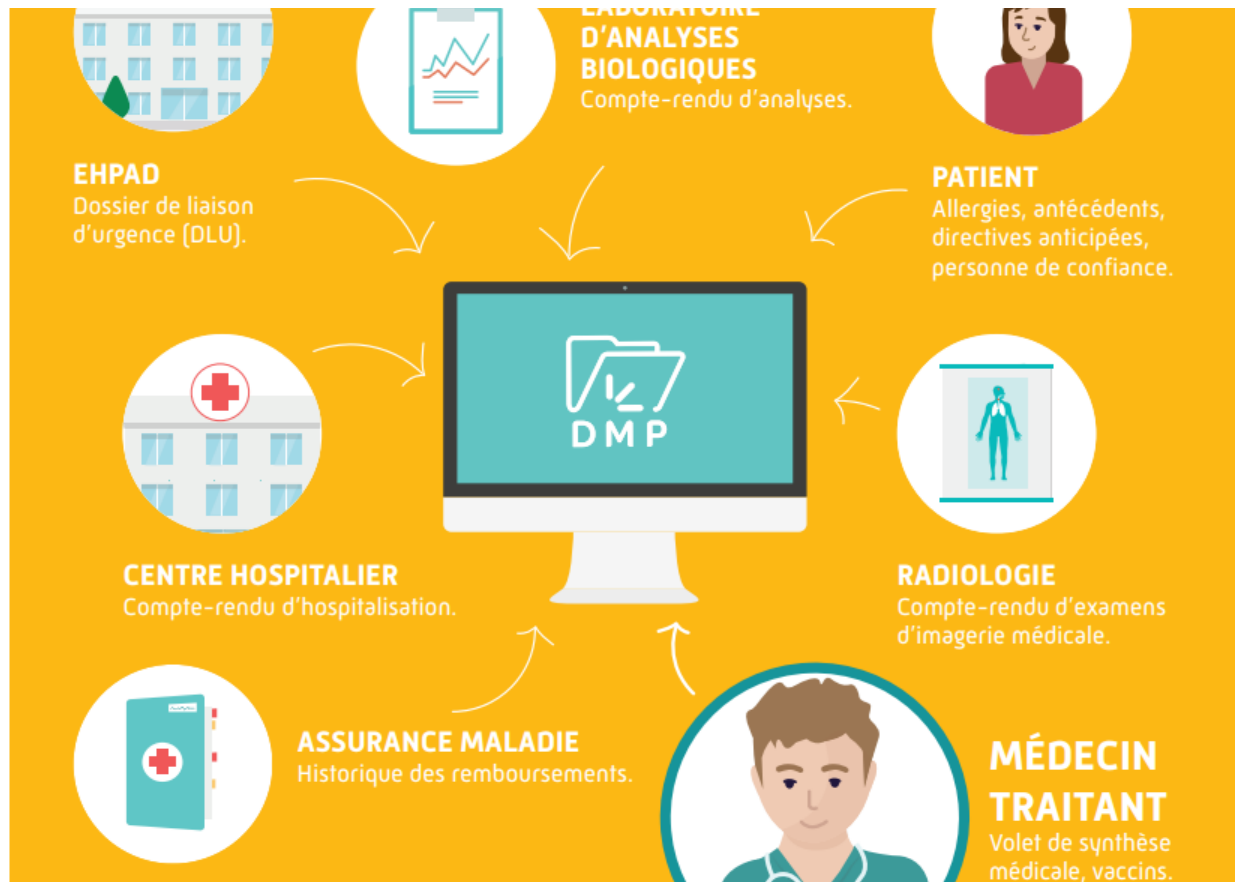 LABORATOIRE
D'ANALYSES
BIOLOGIQUES
Compte-rendu d'analyses.
EHPAD
Dossier de liaison
d'urgence (DLU).
PATIENT
Allergies, antécédents,
directives anticipées,
personne de confiance.
DMP
CENTRE HOSPITALIER
Compte-rendu d'hospitalisation.
RADIOLOGIE
Compte-rendu d'examens
d'imagerie médicale.
ASSURANCE MALADIE
Historique des remboursements.
MÉDECIN
TRAITANT
Volet de synthèse
médicale, vaccins.